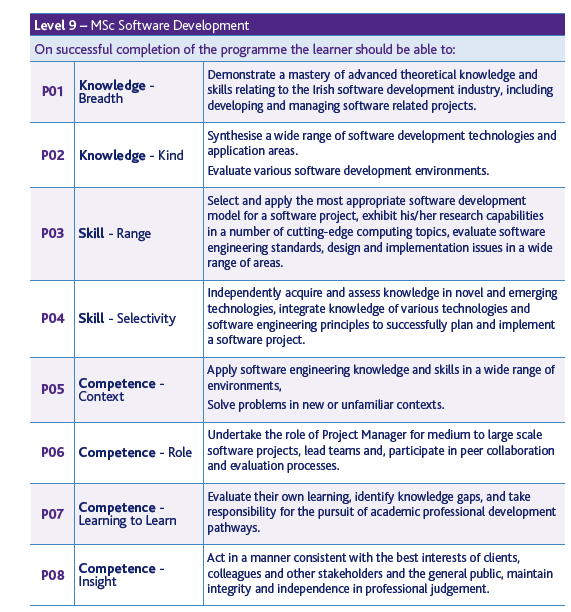 Level 9 – MSc Software Development
On successful completion of the programme the learner should be able to:
P01
Knowledge -
Breadth
Demonstrate a mastery of advanced theoretical knowledge and
skills relating to the Irish software development industry, including
developing and managing software related projects.
P02
Knowledge - Kind
Synthesise a wide range of software development technologies and
application areas.
Evaluate various software development environments.
P03
Skill - Range
Select and apply the most appropriate software development
model for a software project, exhibit his/her research capabilities
in a number of cutting-edge computing topics, evaluate software
engineering standards, design and implementation issues in a wide
range of areas.
P04
Skill - Selectivity
Independently acquire and assess knowledge in novel and emerging
technologies, integrate knowledge of various technologies and
software engineering principles to successfully plan and implement
a software project.
P05
Competence -
Context
Apply software engineering knowledge and skills in a wide range of
environments,
Solve problems in new or unfamiliar contexts.
P06
Competence - Role
Undertake the role of Project Manager for medium to large scale
software projects, lead teams and, participate in peer collaboration
and evaluation processes.
P07
Competence -
Learning to Learn
Evaluate their own learning, identify knowledge gaps, and take
responsibility for the pursuit of academic professional development
pathways.
P08
Competence -
Insight
Act in a manner consistent with the best interests of clients,
colleagues and other stakeholders and the general public, maintain
integrity and independence in professional judgement.